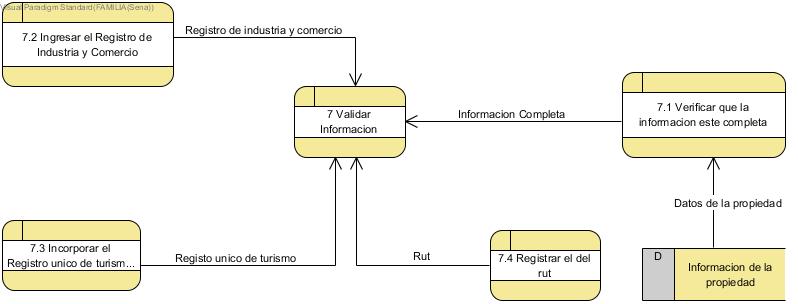 Visual Paradigm Standard(FAMILIA(Sena))
7.2 Ingresar el Registro de
Industria y Comercio
Registro de industria y comercio
7 Validar
Informacion
Informacion Completa
7.1 Verificar que la
informacion este completa
Datos de la propiedad
D
Informacion de la
propiedad
7.3 Incorporar el
Registro unico de turism...
Registo unico de turismo
Rut
7.4 Registrar el del
rut